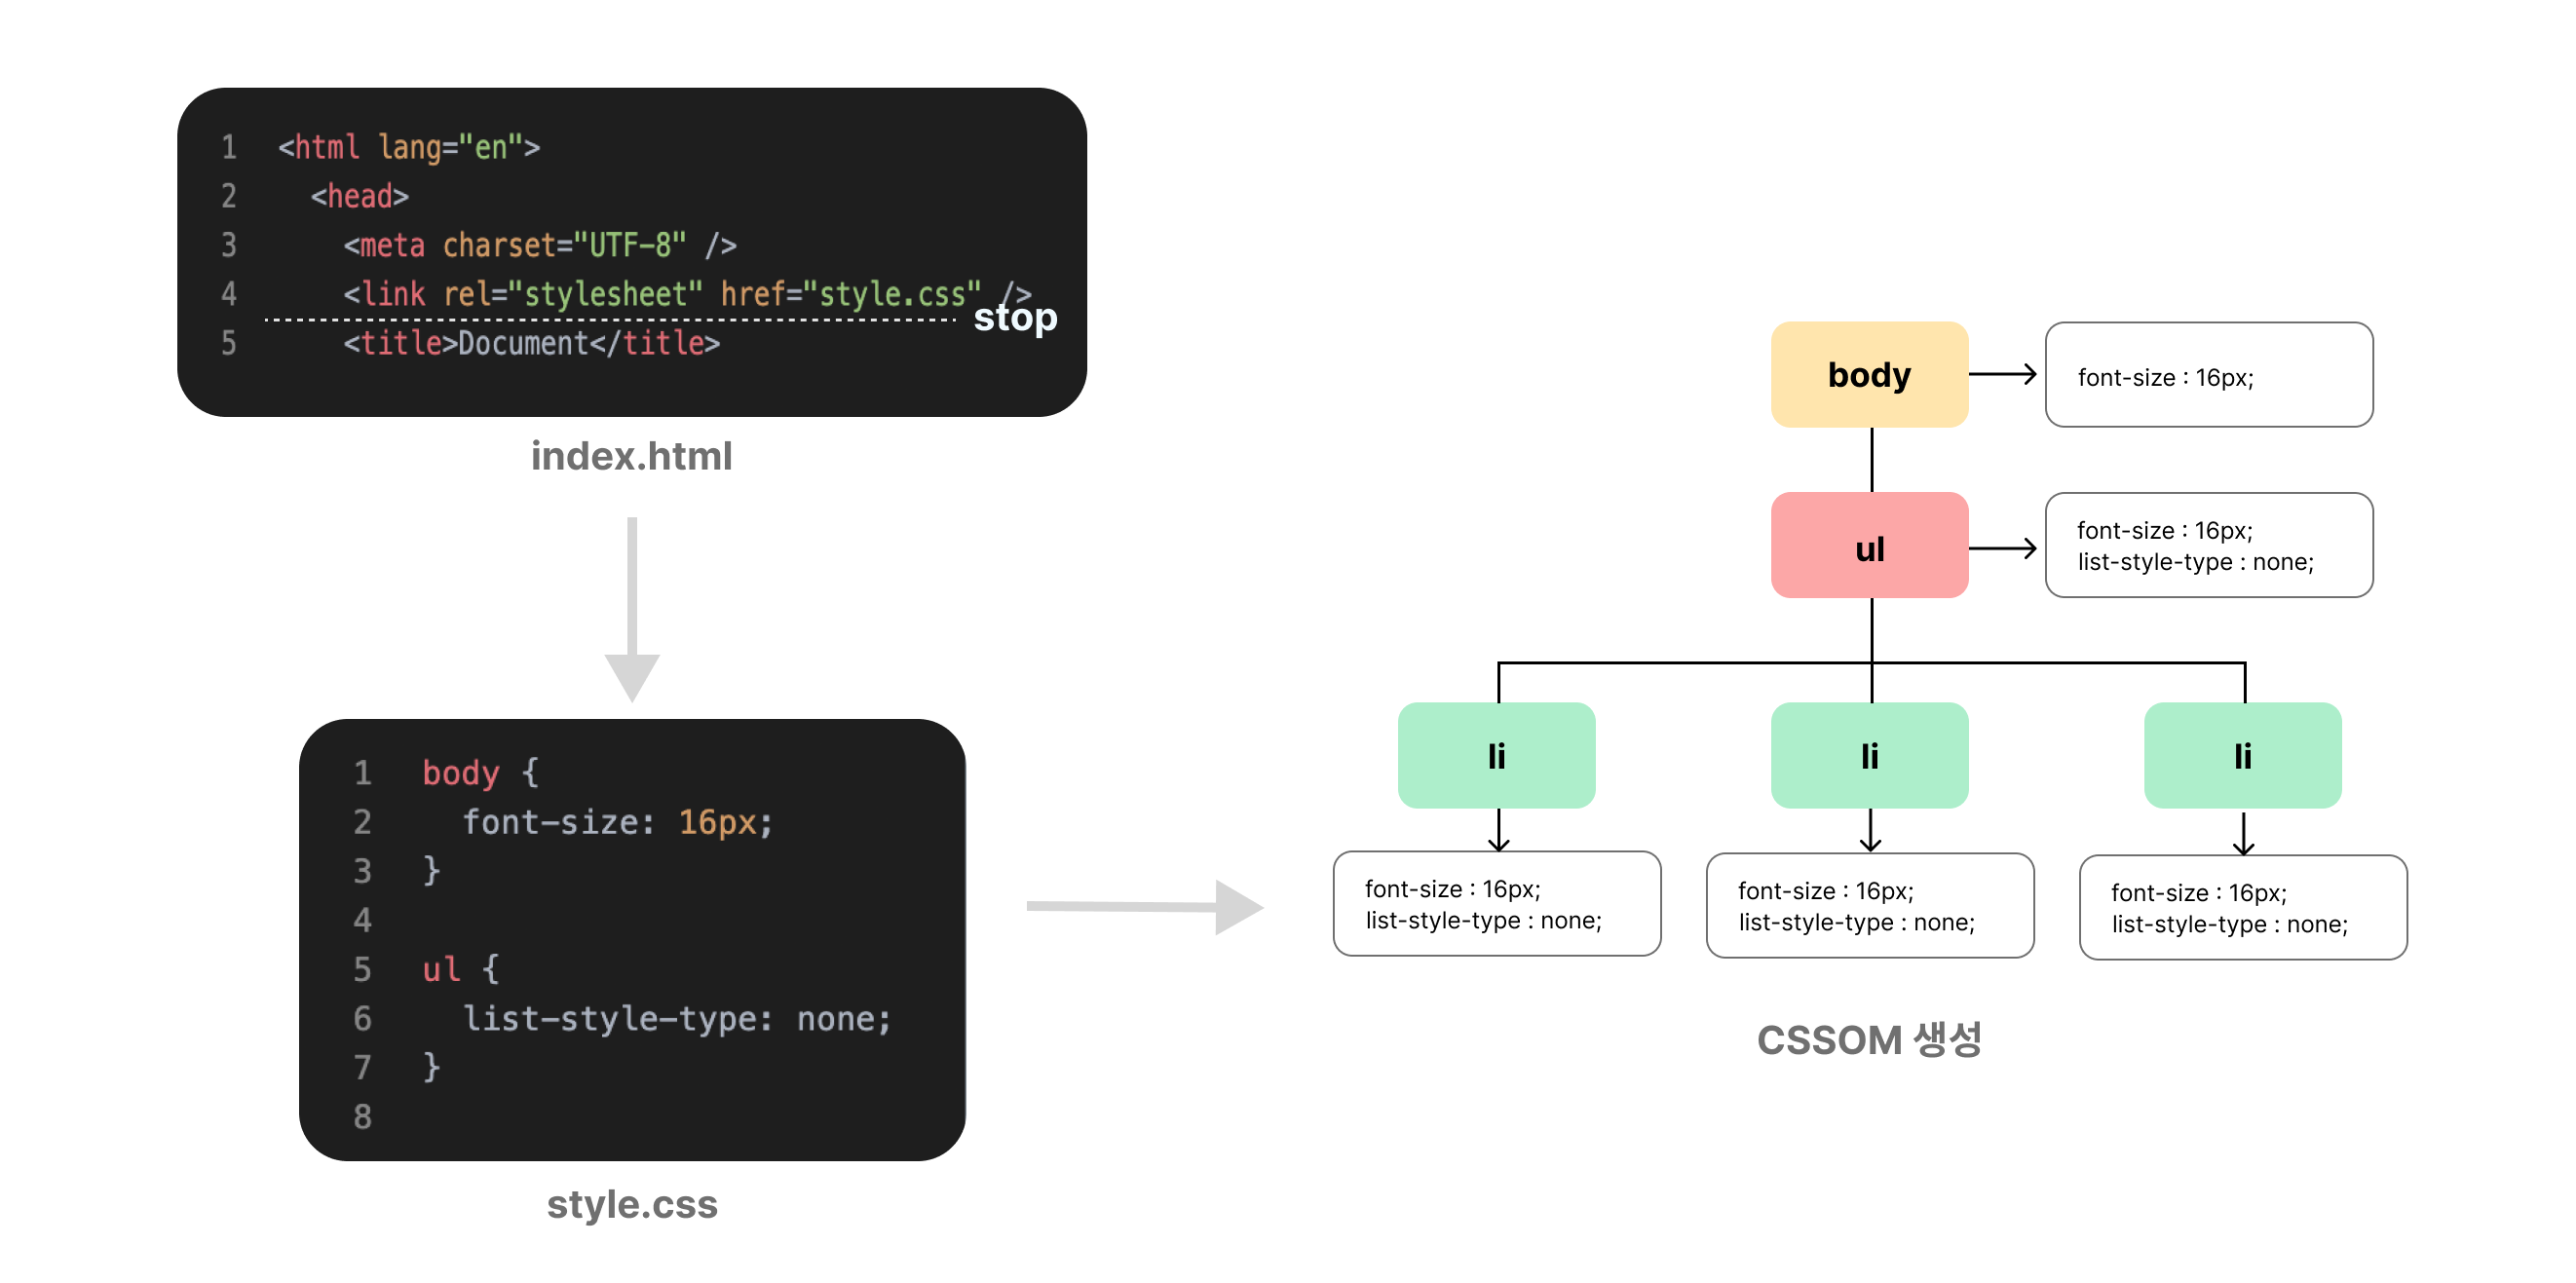 1 <html lang="en">
2 <head>
3 <meta charset="UTF-8" />
4 <link rel="stylesheet" href="style.css" />
stop
5 <title>Document</title>
index.html
1 body {
2 font-size: 16px;
3 }
4
5 ul {
6 list-style-type: none;
7 }
8
style.css
body
font-size : 16px;
ul
font-size : 16px;
list-style-type : none;
li
li
li
font-size : 16px;
list-style-type : none;
font-size : 16px;
list-style-type : none;
font-size : 16px;
list-style-type : none;
CSSOM 생성